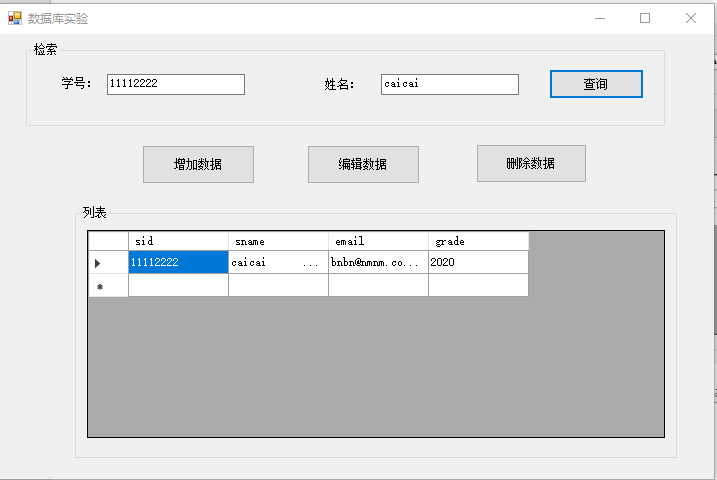 数据库实验
检索
学号： 11112222 姓名： caicai 查询
增加数据 编辑数据 删除数据
列表
sid sname email grade
11112222 caicai ... bnbn@nmnm.co... 2020